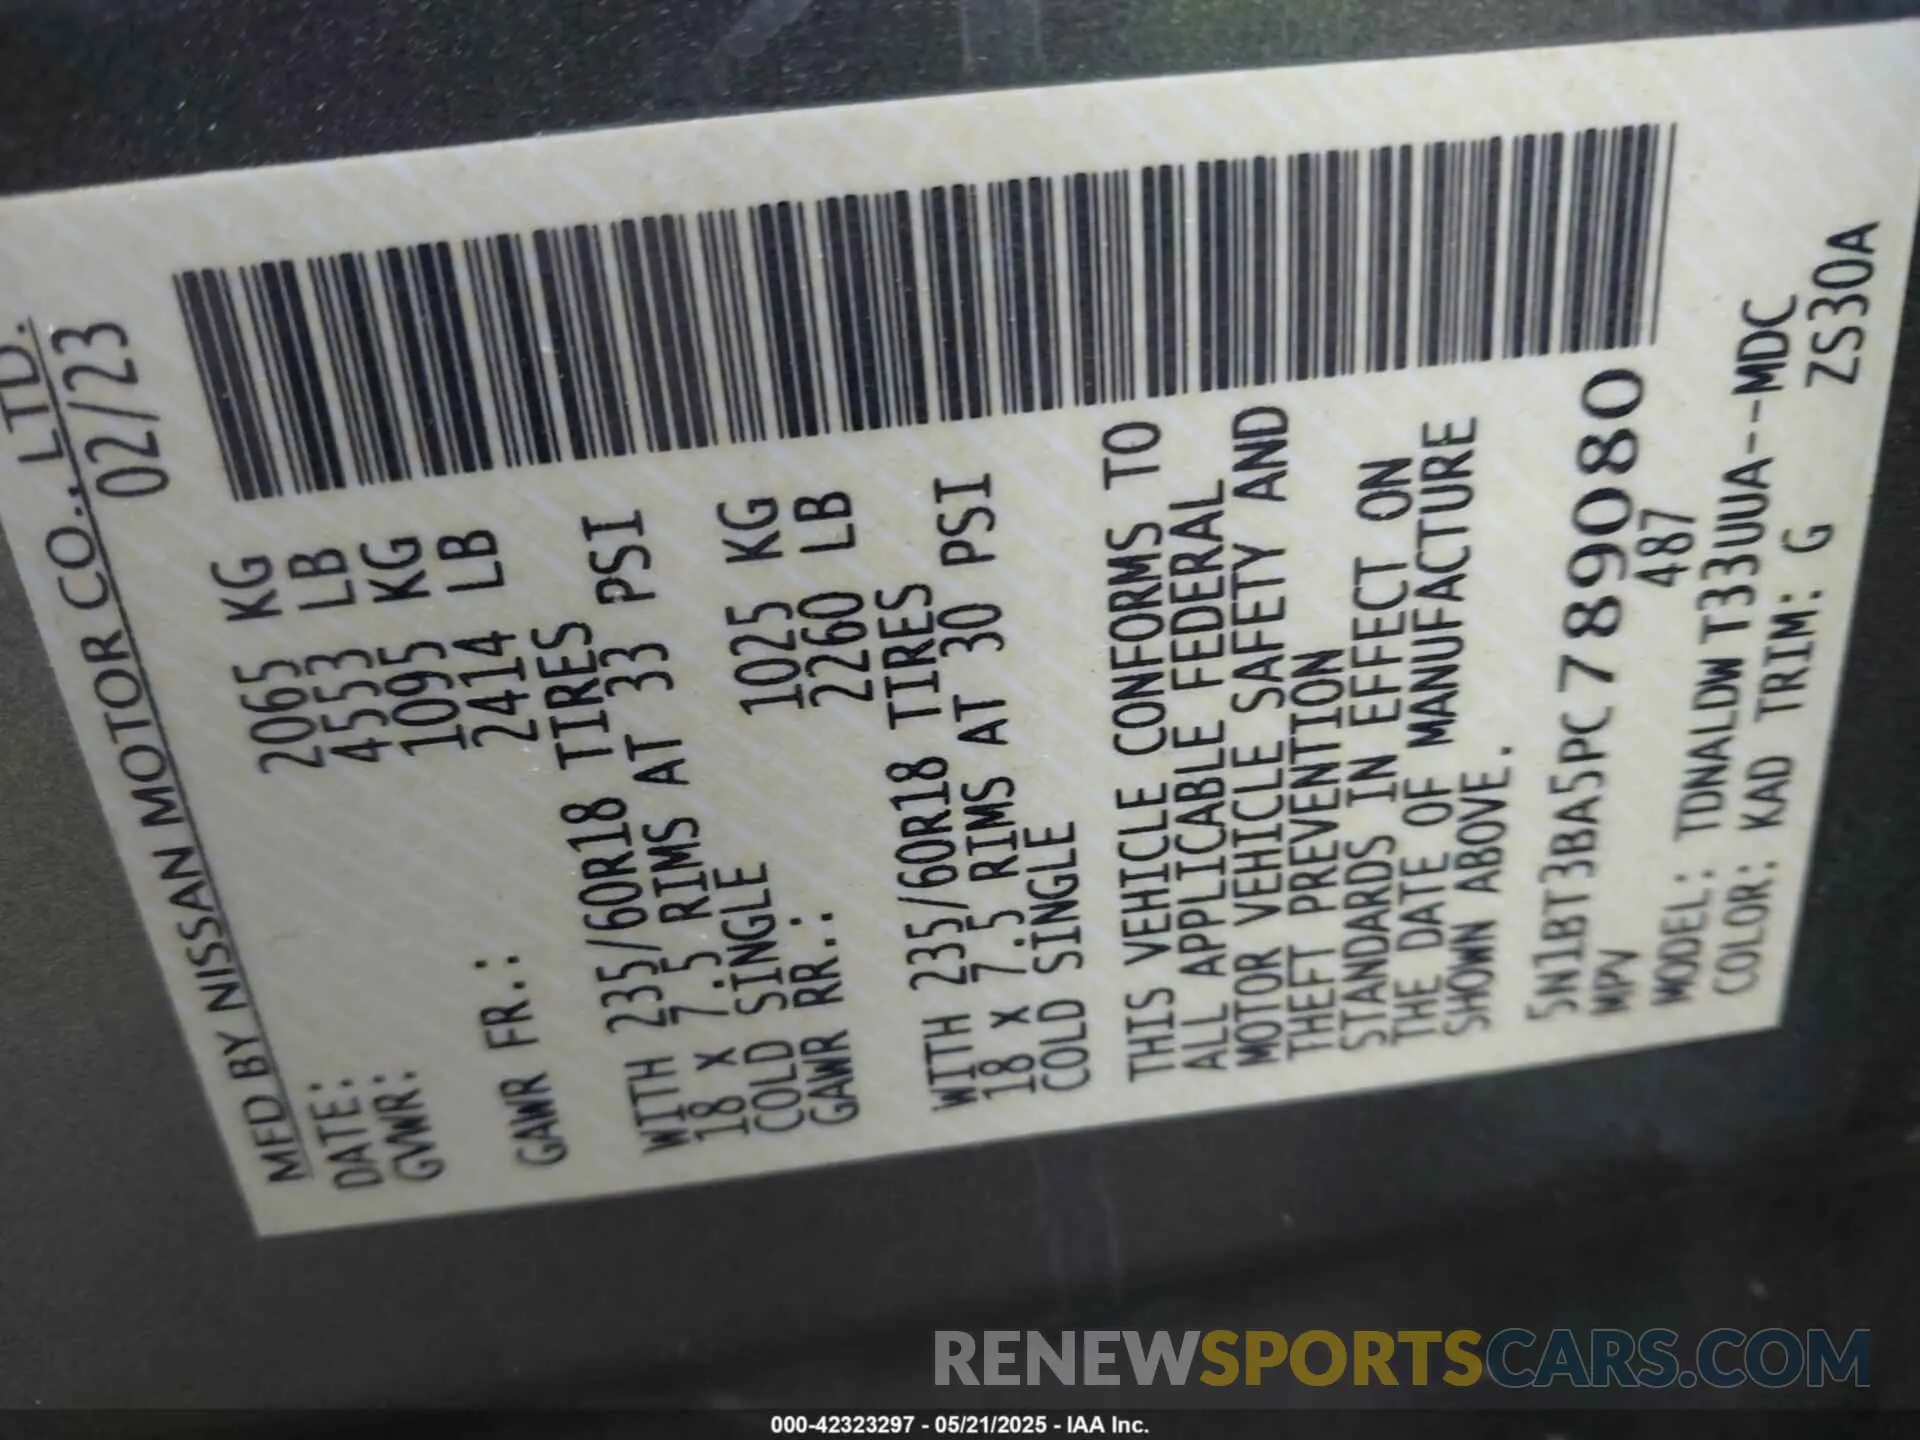 MFD BY NISSAN MOTOR CO., LTD.
DATE: 02/23
GVWR: 2065 KG
4553 LB
GAWR FR.: 1095 KG
2414 LB
WITH 235/60R18 TIRES
18 X 7.5 RIMS AT 33 PSI
COLD SINGLE
GAWR RR.: 1025 KG
2260 LB
WITH 235/60R18 TIRES
18 X 7.5 RIMS AT 30 PSI
COLD SINGLE
THIS VEHICLE CONFORMS TO
ALL APPLICABLE FEDERAL
MOTOR VEHICLE SAFETY AND
THEFT PREVENTION
STANDARDS IN EFFECT ON
THE DATE OF MANUFACTURE
SHOWN ABOVE.
5N1BT3BA5PC789080
MPV 487
MODEL: TDNALDWT33UUA--MDC
COLOR: KAD TRIM: G ZS30A
RENEWSPORTSCARS.COM
000-42323297 - 05/21/2025 - IAA Inc.